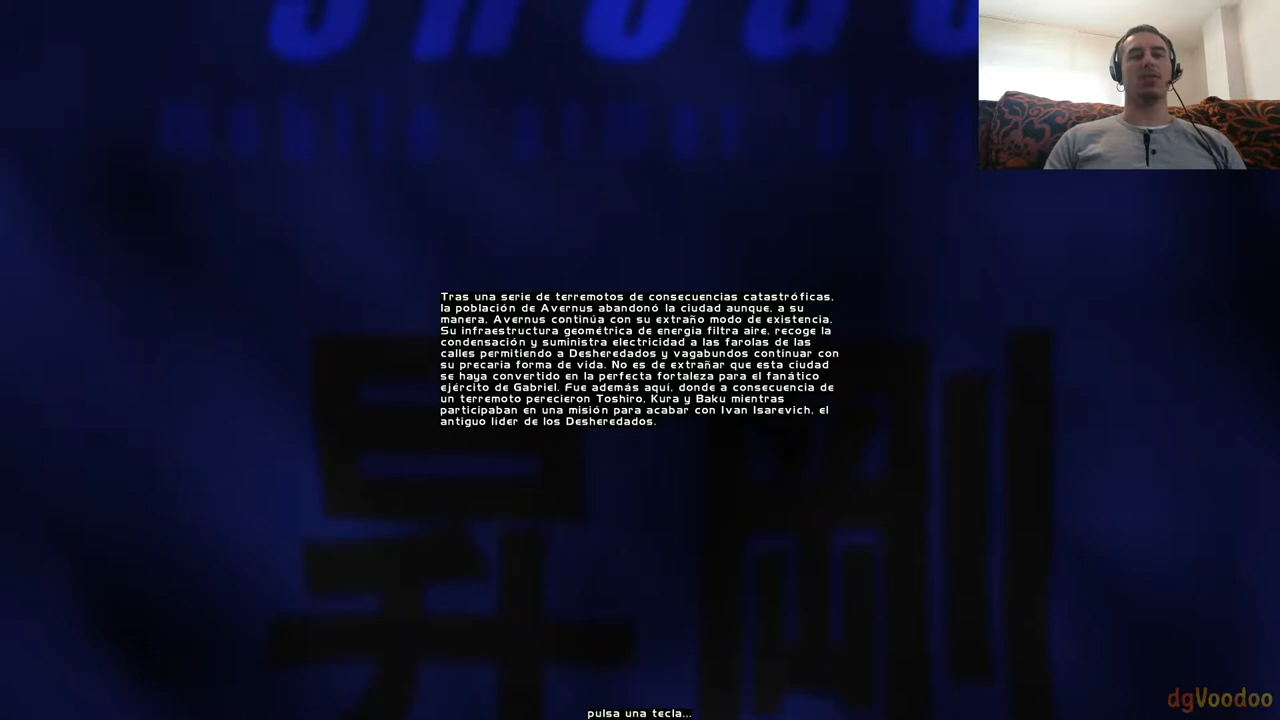 SHOGO
mobile armor
Tras una serie de terremotos de consecuencias catastróficas,
la población de Avernus abandonó la ciudad aunque, a su
manera, Avernus continúa con su extraño modo de existencia.
Su infraestructura geométrica de energía filtra aire, recoge la
condensación y suministra electricidad a las farolas de las
calles permitiendo a Desheredados y vagabundos continuar con
su precaria forma de vida. No es de extrañar que esta ciudad
se haya convertido en la perfecta fortaleza para el fanático
ejército de Gabriel. Fue además aquí, donde a consecuencia de
un terremoto perecieron Toshiro, Kura y Baku mientras
participaban en una misión para acabar con Ivan Isarevich, el
antiguo líder de los Desheredados.
昇剛
pulsa una tecla...
dgVoodoo